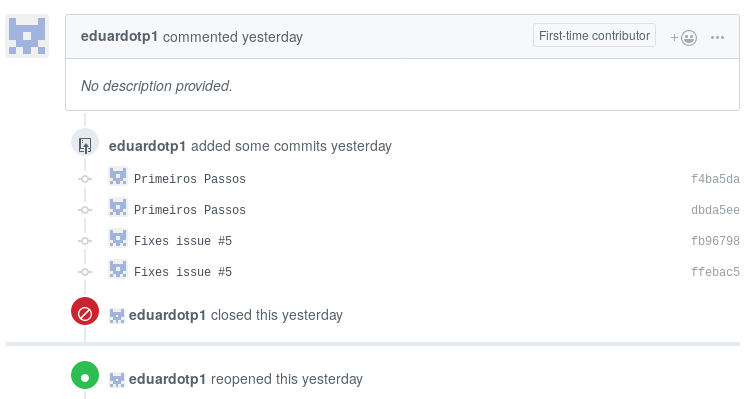 eduardotp1 commented yesterday First-time contributor
No description provided.
eduardotp1 added some commits yesterday
Primeiros Passos f4ba5da
Primeiros Passos dbda5ee
Fixes issue #5 fb96798
Fixes issue #5 ffebac5
eduardotp1 closed this yesterday
eduardotp1 reopened this yesterday